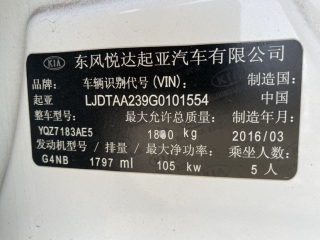 KIA 东风悦达起亚汽车有限公司
品牌: 车辆识别代号(VIN): 制造国:
起亚 LJDTAA239G0101554 中国
整车型号: 最大允许总质量: 制造年月:
YQZ7183AE5 kg 2016/03
发动机型号/排量/最大净功率: 乘坐人数:
G4NB 1797 ml 105 kw 5人